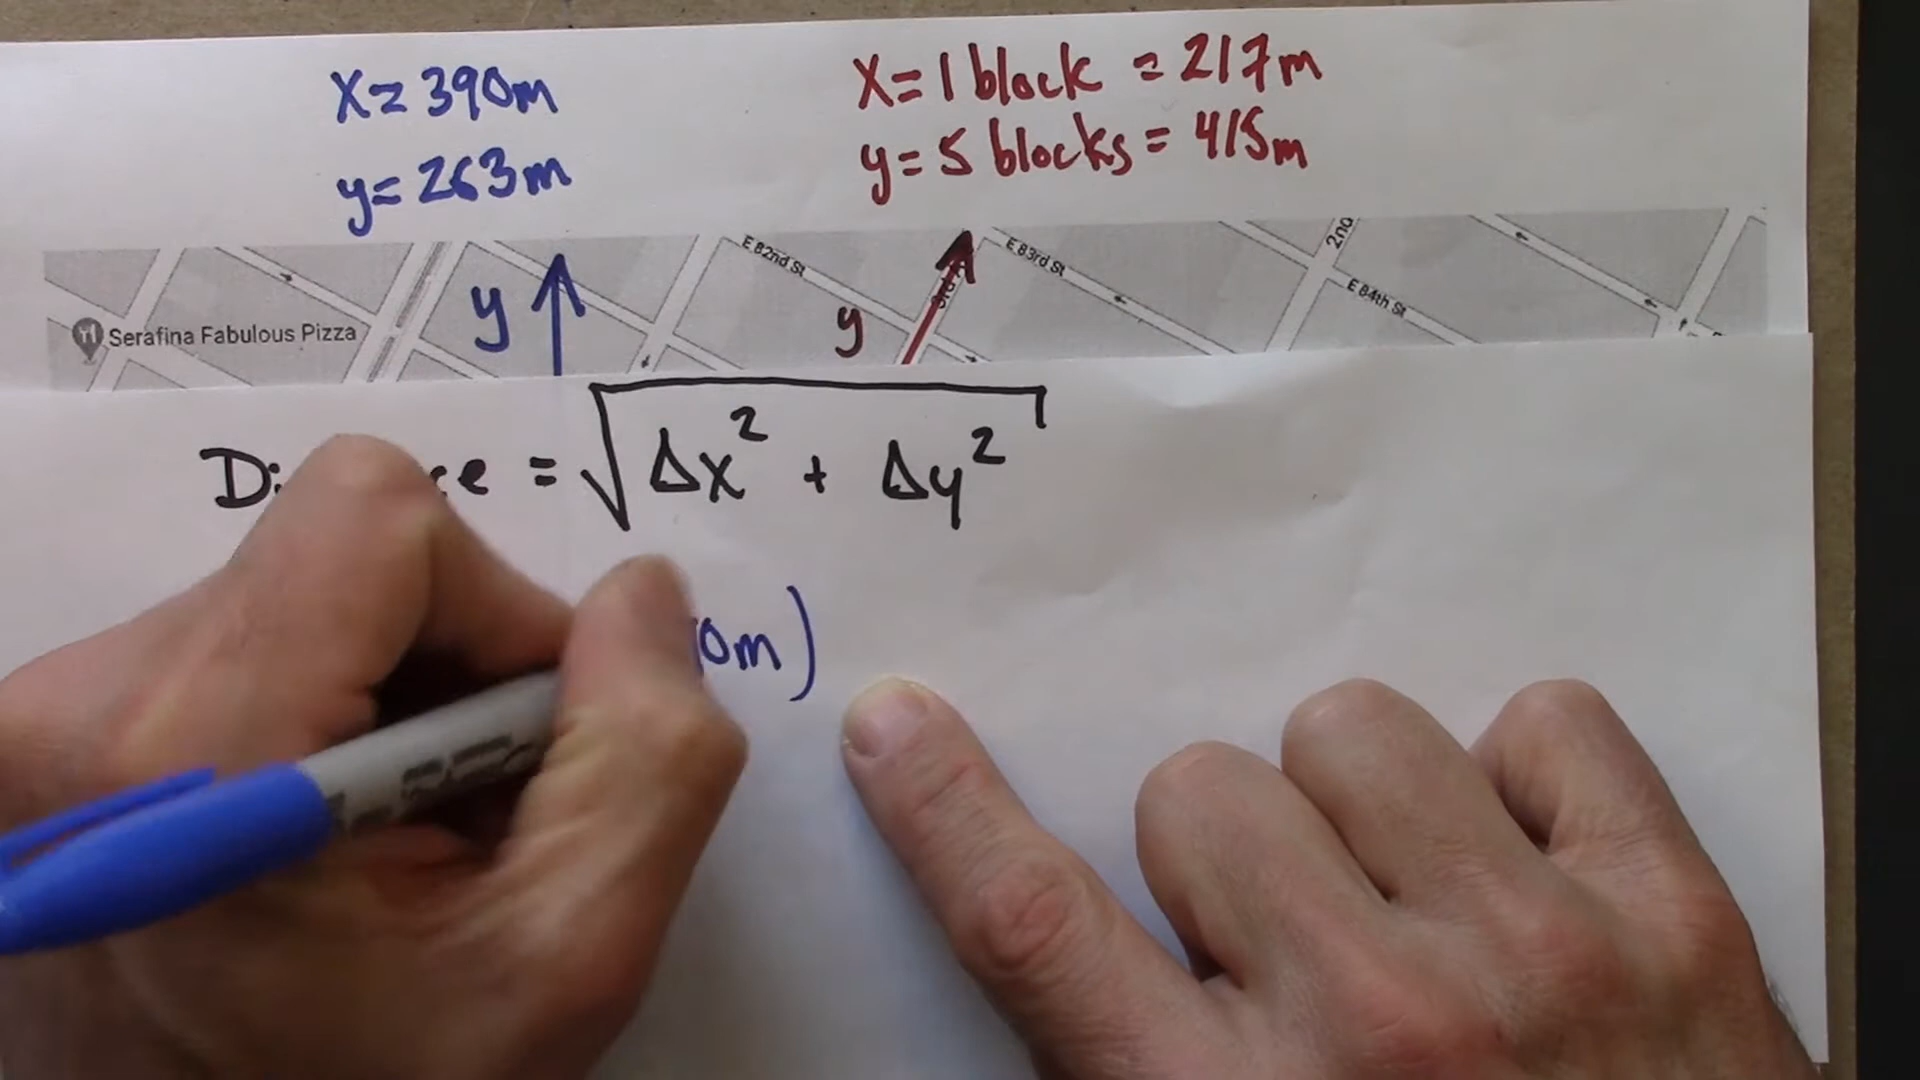 x= 390m
y= 263m
x= 1 block = 217m
y= 5 blocks = 415m
E 82nd St
E 83rd St
2nd
E 84th St
Serafina Fabulous Pizza
y
y
= √Δx² + Δy²
0m)